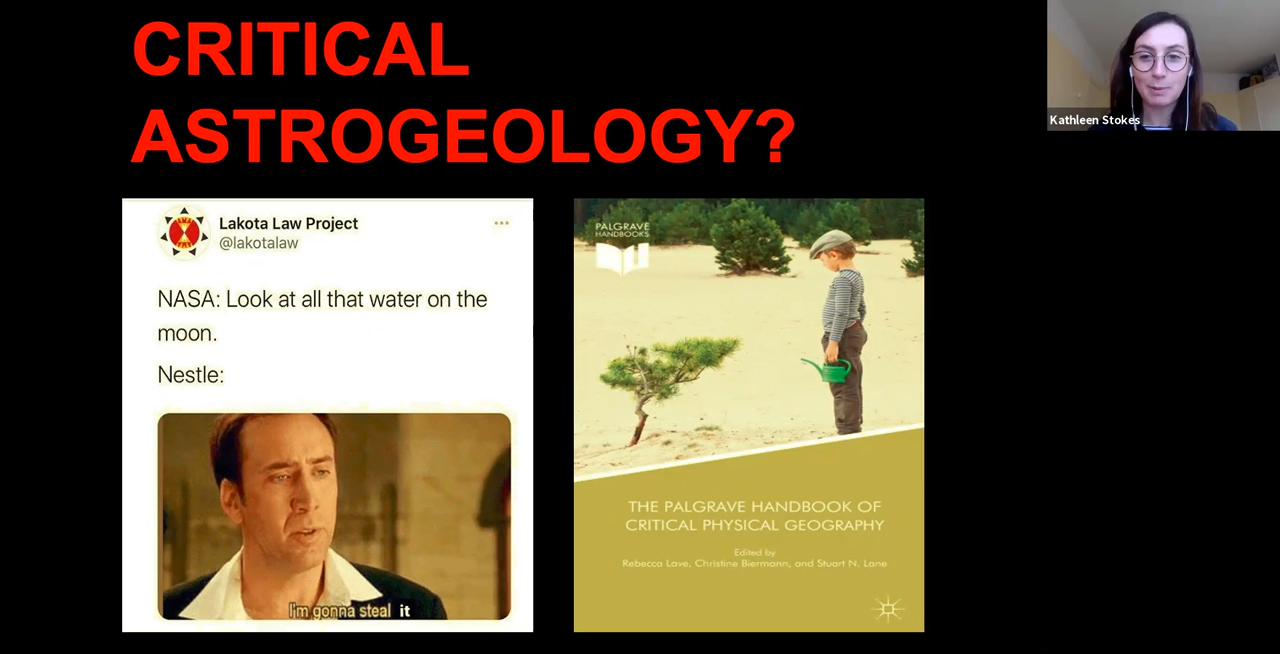 CRITICAL
ASTROGEOLOGY?
Kathleen Stokes
Lakota Law Project
@lakotalaw
NASA: Look at all that water on the
moon.
Nestle:
I'm gonna steal it
PALGRAVE
HANDBOOKS
THE PALGRAVE HANDBOOK OF
CRITICAL PHYSICAL GEOGRAPHY
Edited by
Rebecca Lave, Christine Biermann, and Stuart N. Lane